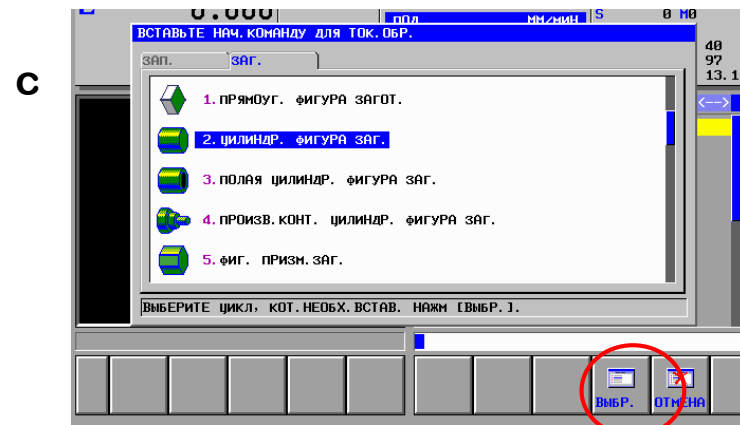 0.000
ПОД ММ/МИН S 0 M0
ВСТАВЬТЕ НАЧ.КОМАНДУ ДЛЯ ТОК.ОБР.
40
97
13.1
ЗАП. ЗАГ.
C
<-->
1.ПРЯМОУГ. ФИГУРА ЗАГОТ.
2.ЦИЛИНДР. ФИГУРА ЗАГ.
3.ПОЛАЯ ЦИЛИНДР. ФИГУРА ЗАГ.
4.ПРОИЗВ.КОНТ. ЦИЛИНДР. ФИГУРА ЗАГ.
5.ФИГ. ПРИЗМ.ЗАГ.
ВЫБЕРИТЕ ЦИКЛ, КОТ.НЕОБХ.ВСТАВ. НАЖМ [ВЫБР.].
ВЫБР. ОТМЕНА